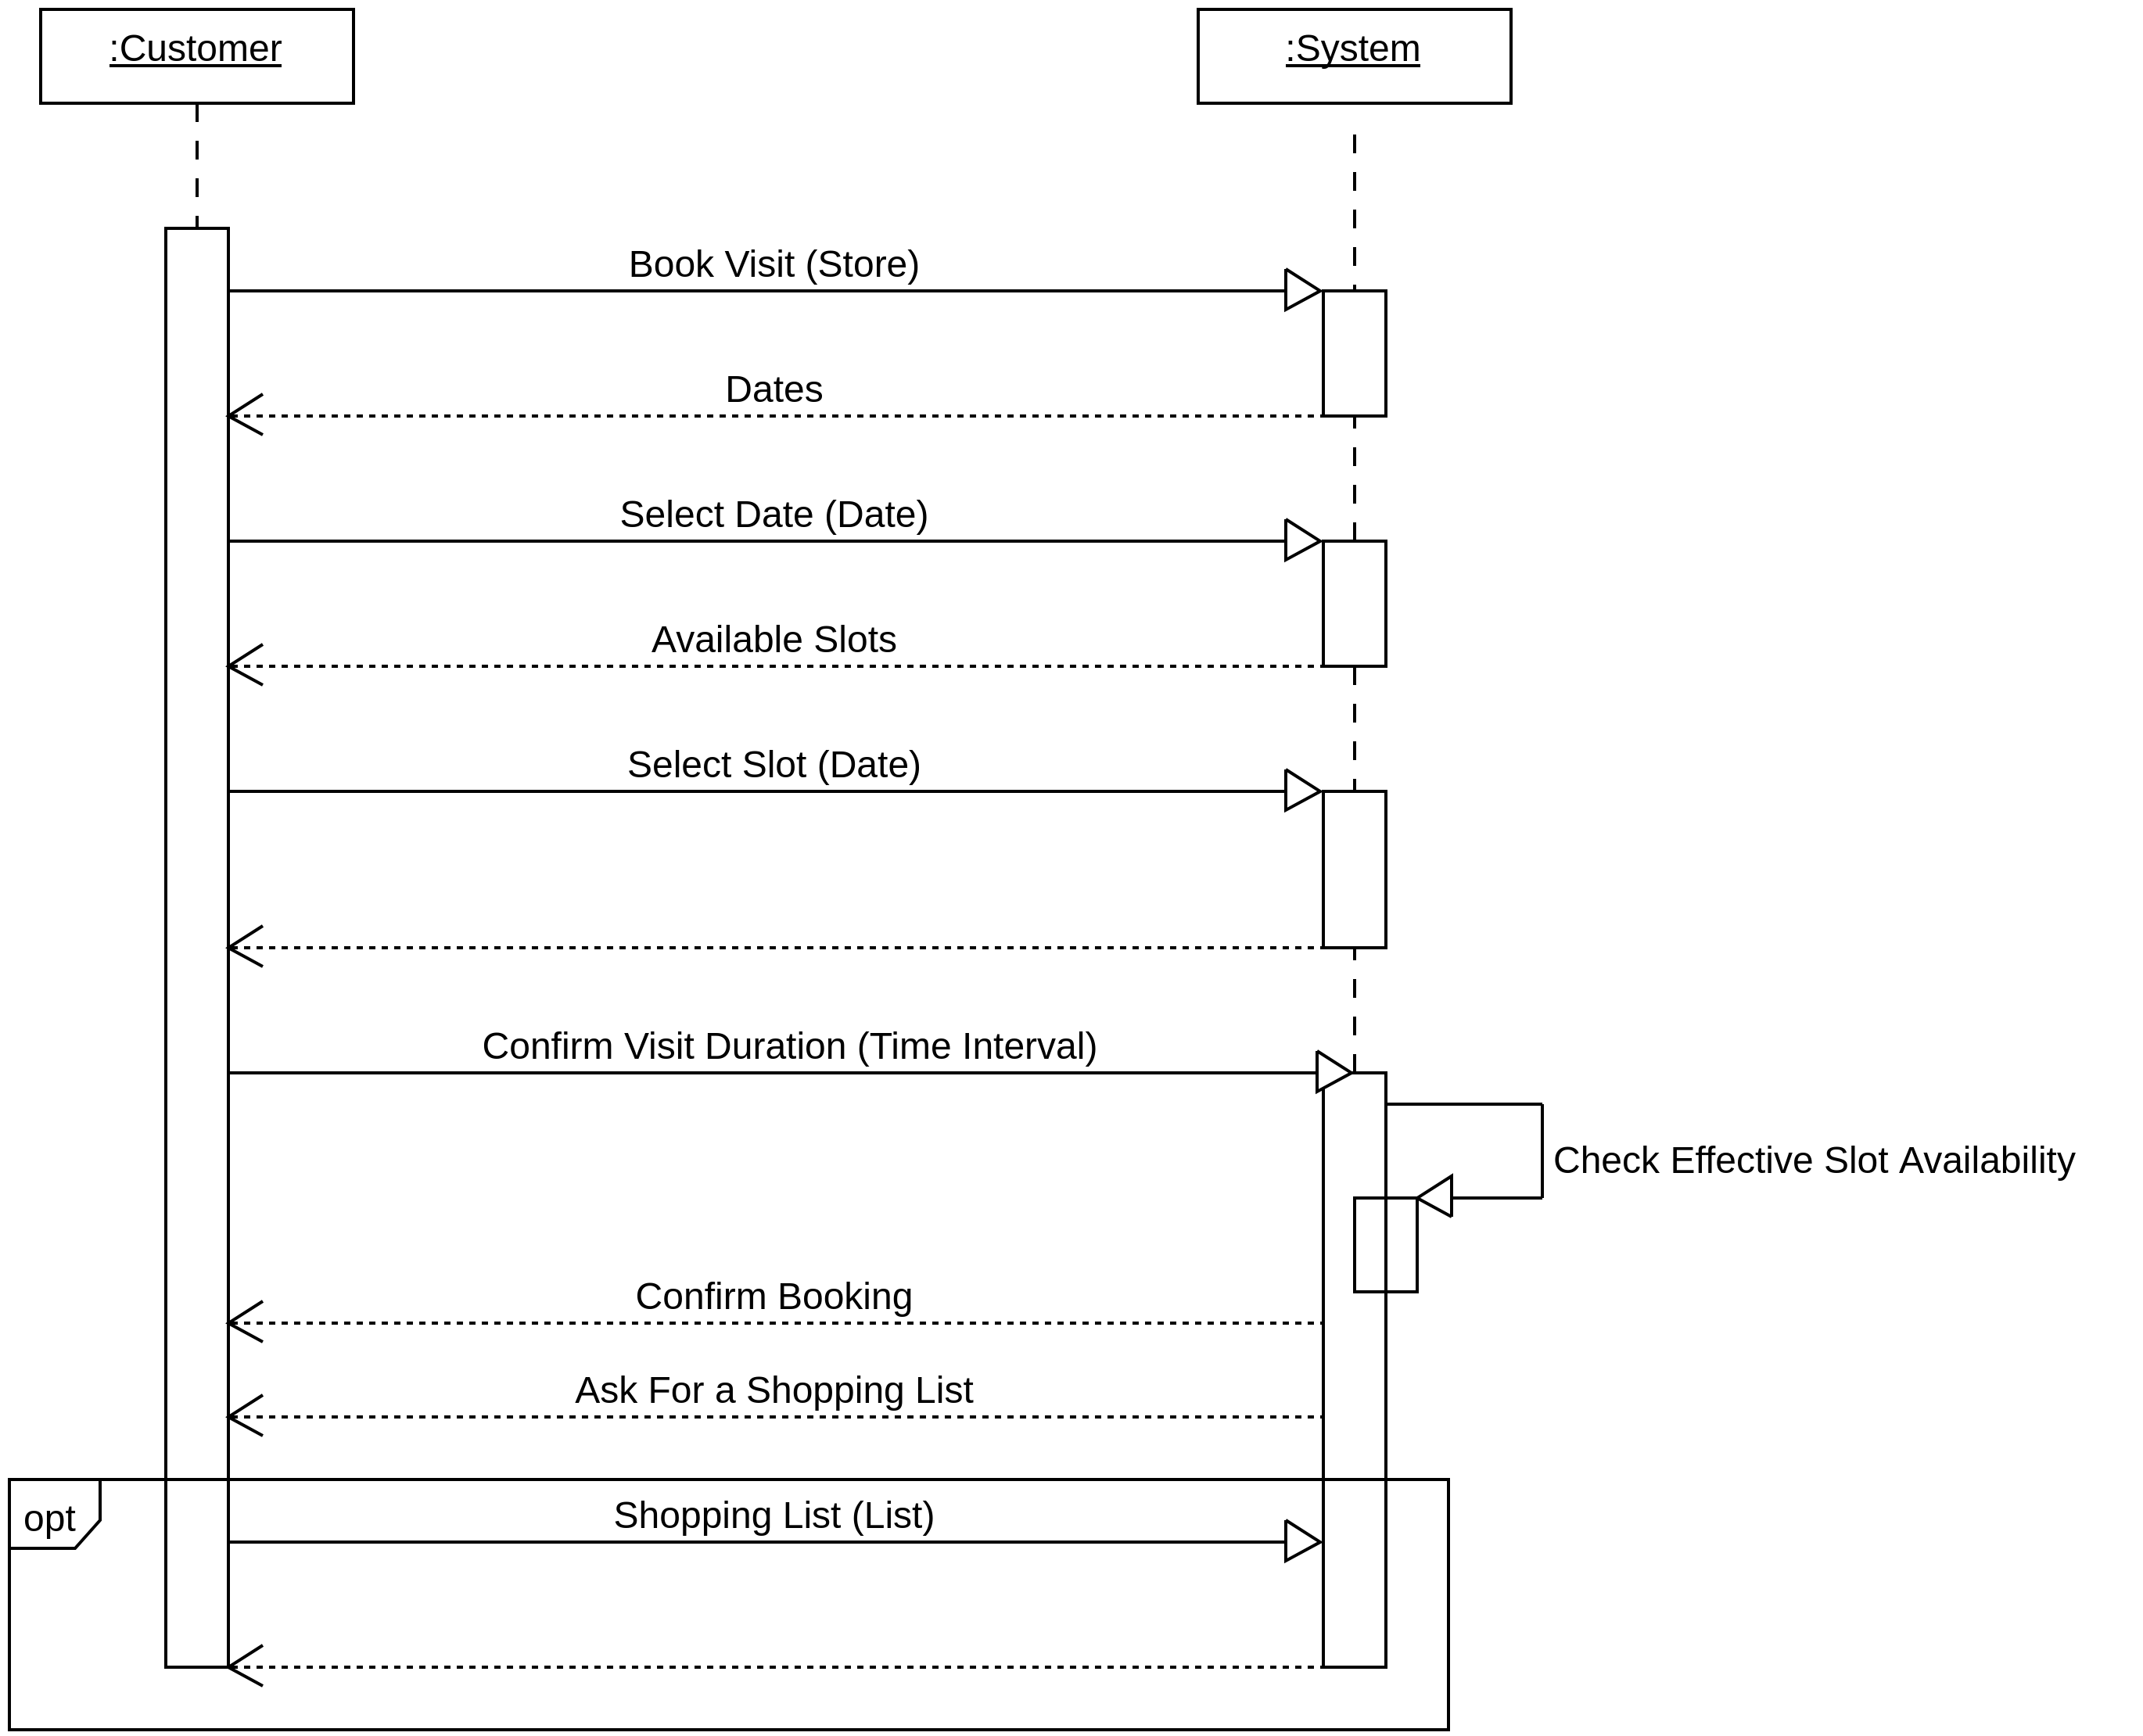 :Customer
:System
Book Visit (Store)
Dates
Select Date (Date)
Available Slots
Select Slot (Date)
Confirm Visit Duration (Time Interval)
Check Effective Slot Availability
Confirm Booking
Ask For a Shopping List
opt
Shopping List (List)